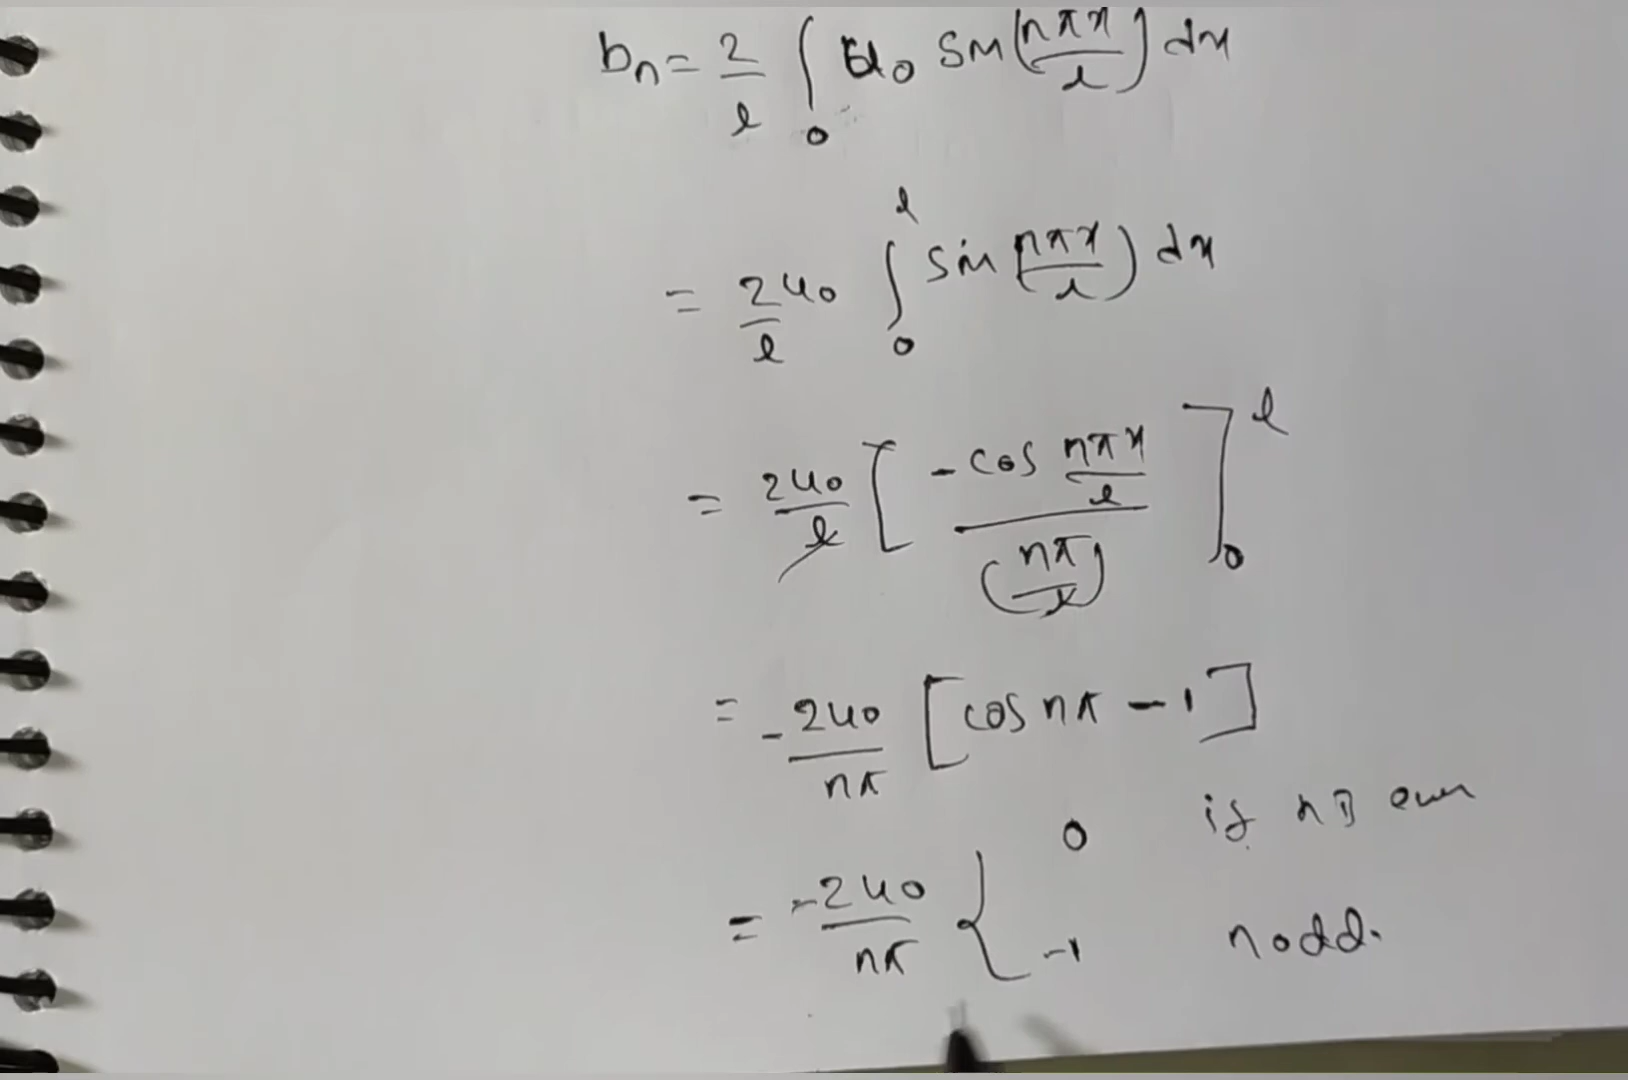 bn = 2/l ∫0 u0 sin(nπx/l) dx
= 2u0/l ∫0^l sin(nπx/l) dx
= 2u0/l [ -cos nπx/l / (nπ/l) ]0^l
= -2u0/nπ [cos nπ - 1]
= -2u0/nπ { 0 if n is even
-1 n odd.